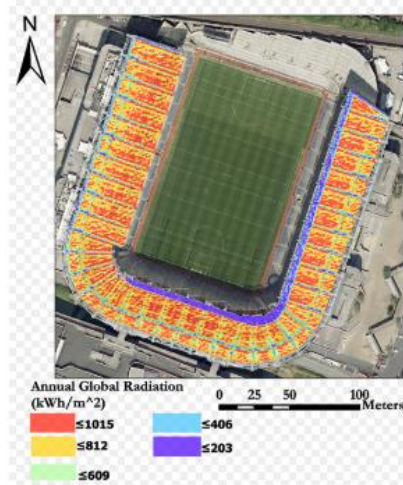 N
Annual Global Radiation
(kWh/m^2)
0 25 50 100
Meters
≤1015
≤406
≤812
≤203
≤609